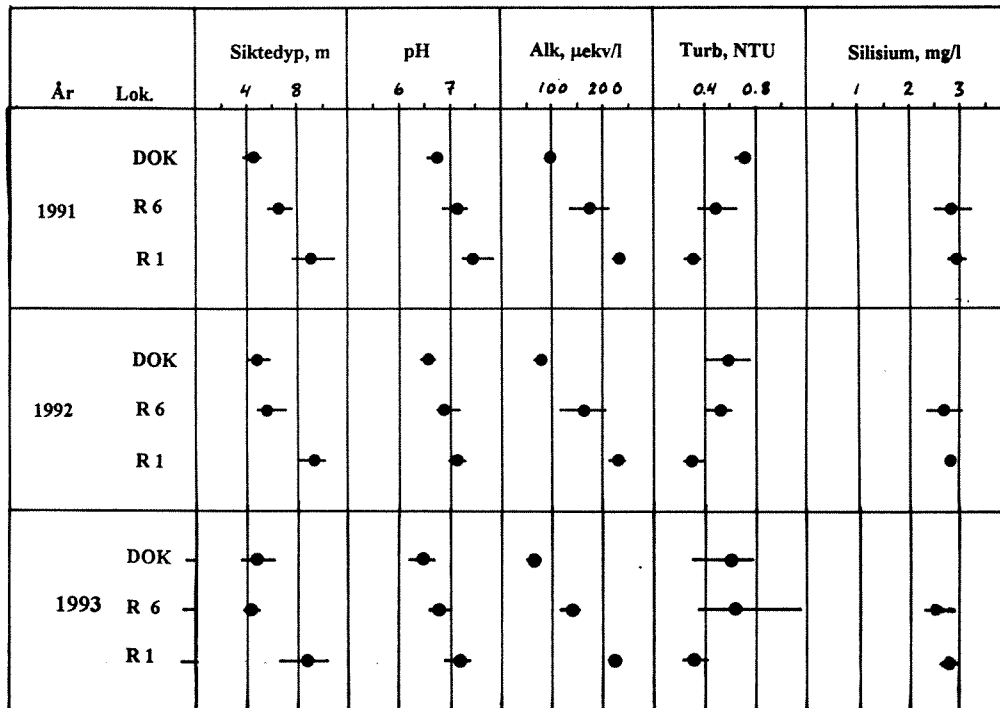 Siktedyp, m pH Alk, µekv/l Turb, NTU Silisium, mg/l
År Lok. 4 8 6 7 100 200 0.4 0.8 1 2 3
DOK
1991 R 6
R 1
DOK
1992 R 6
R 1
DOK
1993 R 6
R 1